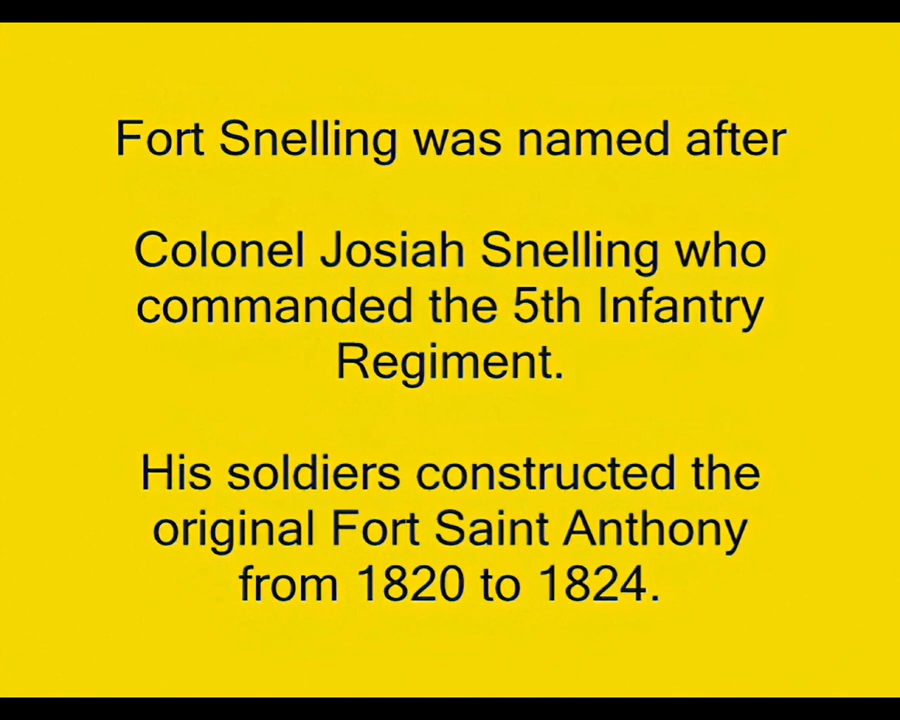 Fort Snelling was named after
Colonel Josiah Snelling who
commanded the 5th Infantry
Regiment.
His soldiers constructed the
original Fort Saint Anthony
from 1820 to 1824.